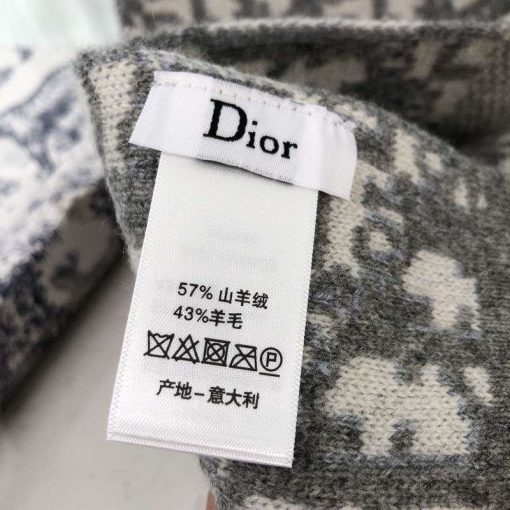 Dior
57% 山羊绒
43%羊毛
P
产地-意大利